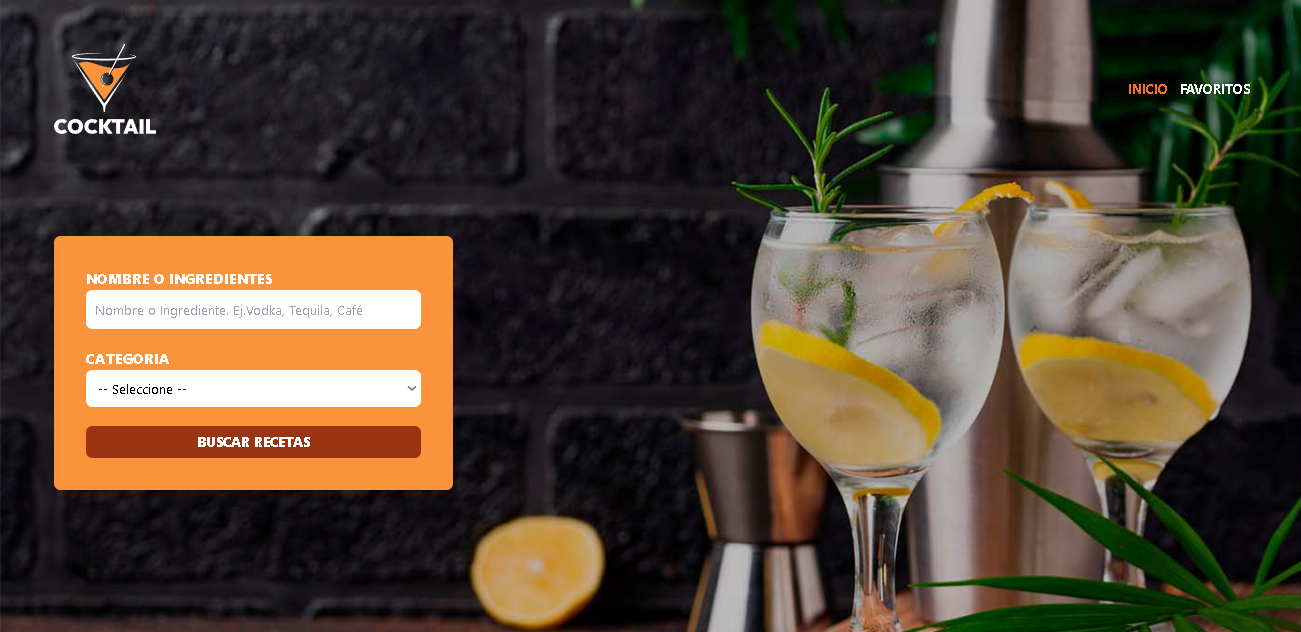 COCKTAIL
INICIO FAVORITOS
NOMBRE O INGREDIENTES
Nombre o Ingrediente. Ej.Vodka, Tequila, Café
CATEGORIA
-- Seleccione --
BUSCAR RECETAS